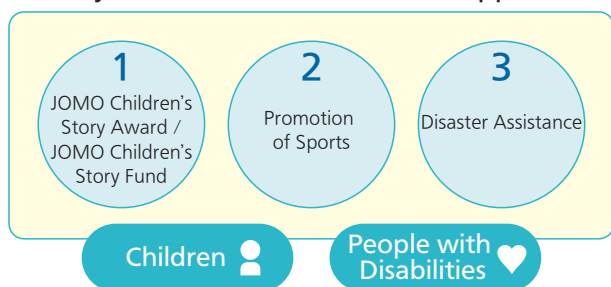 1
JOMO Children's
Story Award /
JOMO Children's
Story Fund
2
Promotion
of Sports
3
Disaster Assistance
Children
People with
Disabilities